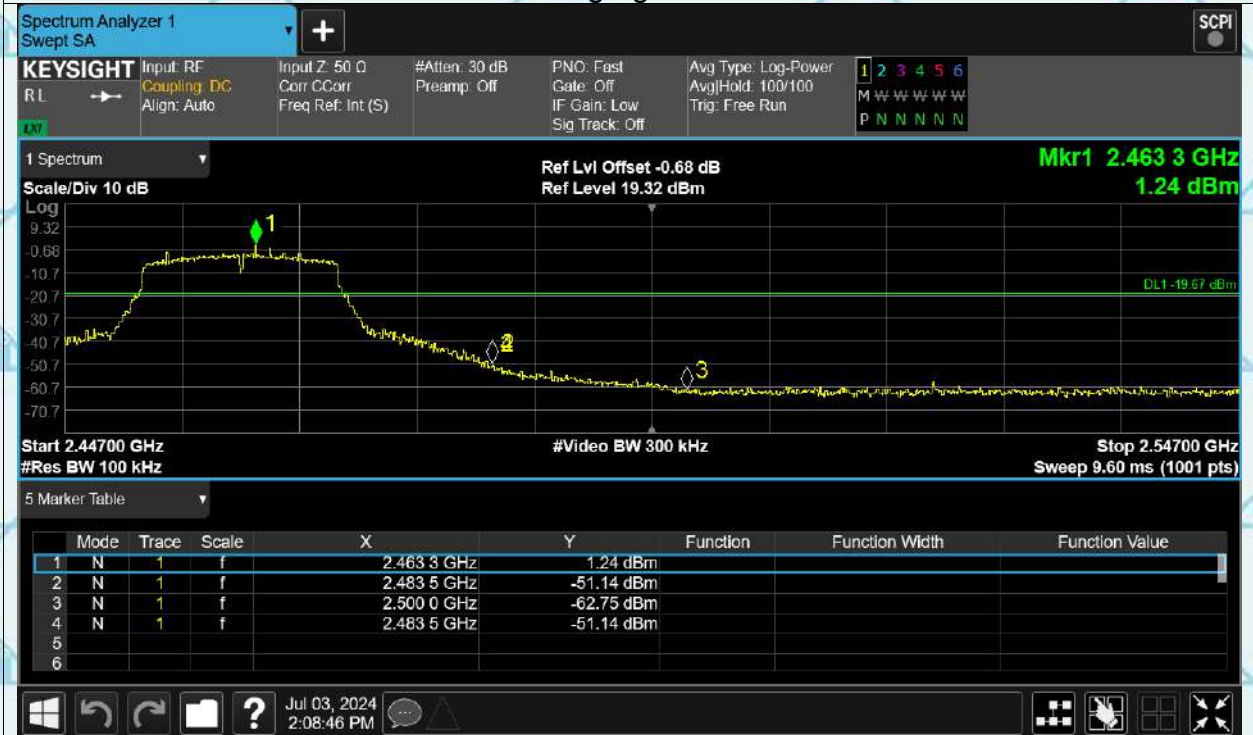 Spectrum Analyzer 1
Swept SA
+
SCPI
KEYSIGHT Input: RF Input Z: 50 Ω #Atten: 30 dB PNO: Fast Avg Type: Log-Power 1 2 3 4 5 6
RL Coupling: DC Corr CCorr Preamp: Off Gate: Off Avg|Hold: 100/100 M W W W W W
Align: Auto Freq Ref: Int (S) IF Gain: Low Trig: Free Run
LXI Sig Track: Off P N N N N N
1 Spectrum Ref Lvl Offset -0.68 dB Mkr1 2.463 3 GHz
Scale/Div 10 dB Ref Level 19.32 dBm 1.24 dBm
Log
1
9.32
-0.68
-10.7
DL1 -19.67 dBm
-20.7
-30.7
-40.7 2
-50.7 3
-60.7
-70.7
Start 2.44700 GHz #Video BW 300 kHz Stop 2.54700 GHz
#Res BW 100 kHz Sweep 9.60 ms (1001 pts)
5 Marker Table
Mode Trace Scale X Y Function Function Width Function Value
1 N 1 f 2.463 3 GHz 1.24 dBm
2 N 1 f 2.483 5 GHz -51.14 dBm
3 N 1 f 2.500 0 GHz -62.75 dBm
4 N 1 f 2.483 5 GHz -51.14 dBm
5
6
? Jul 03, 2024
2:08:46 PM